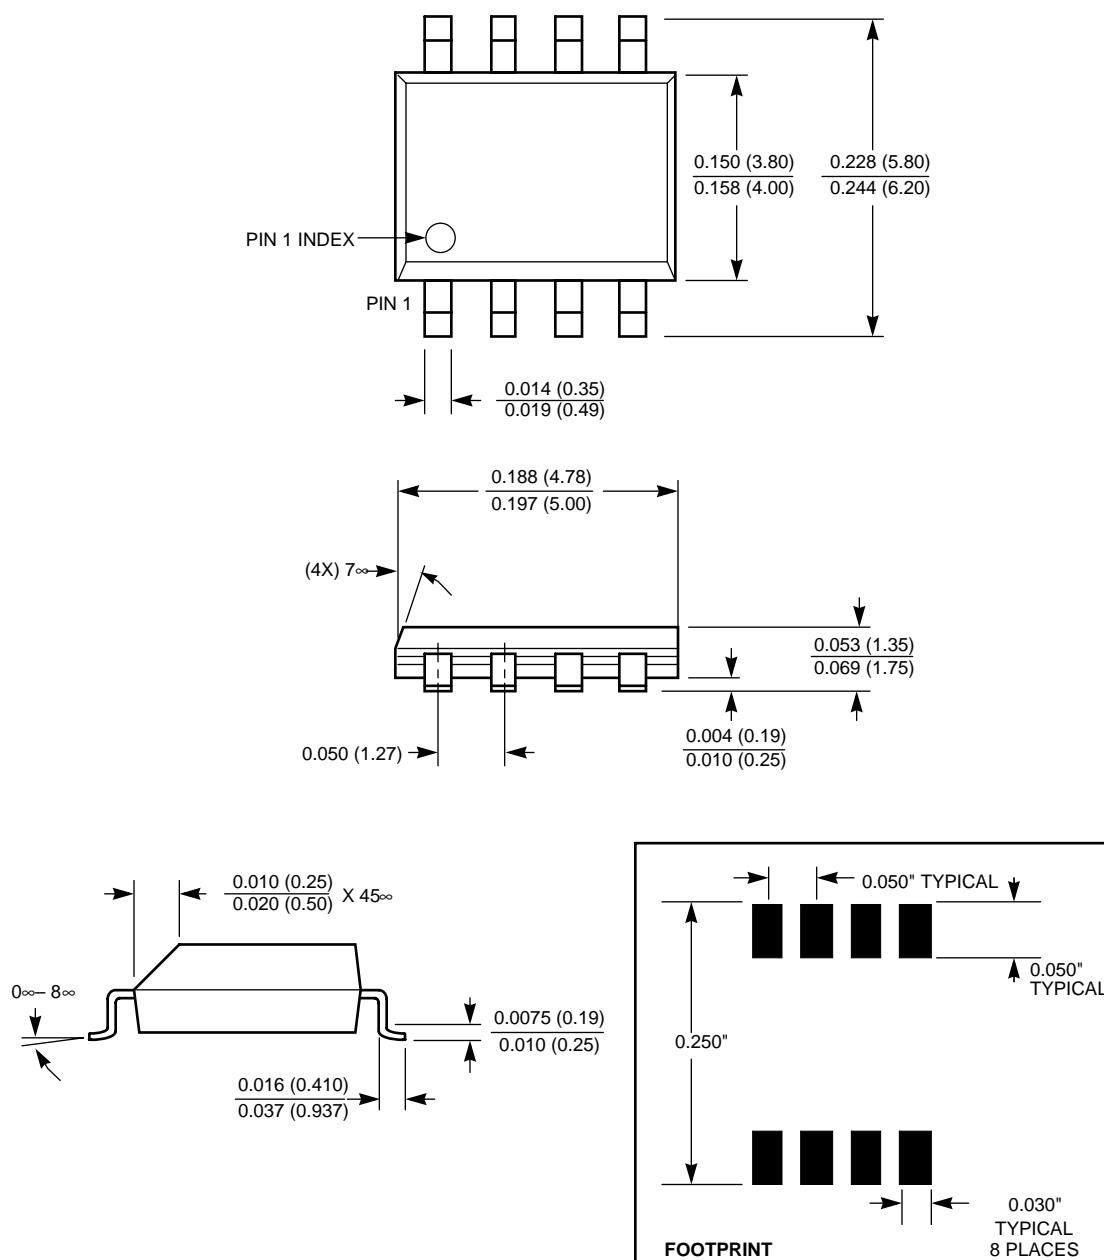 0.150 (3.80)
0.158 (4.00)
0.228 (5.80)
0.244 (6.20)
PIN 1 INDEX
PIN 1
0.014 (0.35)
0.019 (0.49)
0.188 (4.78)
0.197 (5.00)
(4X) 7∞
0.053 (1.35)
0.069 (1.75)
0.004 (0.19)
0.010 (0.25)
0.050 (1.27)
0.010 (0.25)
0.020 (0.50)
X 45∞
0∞– 8∞
0.0075 (0.19)
0.010 (0.25)
0.016 (0.410)
0.037 (0.937)
0.050" TYPICAL
0.050"
TYPICAL
0.250"
0.030"
TYPICAL
8 PLACES
FOOTPRINT